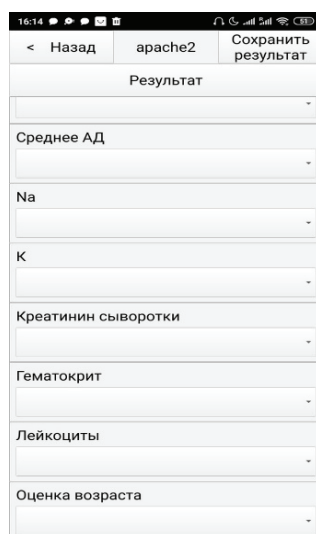 16:14
< Назад
apache2
Сохранить
результат
Результат
Среднее АД
Na
K
Креатинин сыворотки
Гематокрит
Лейкоциты
Оценка возраста